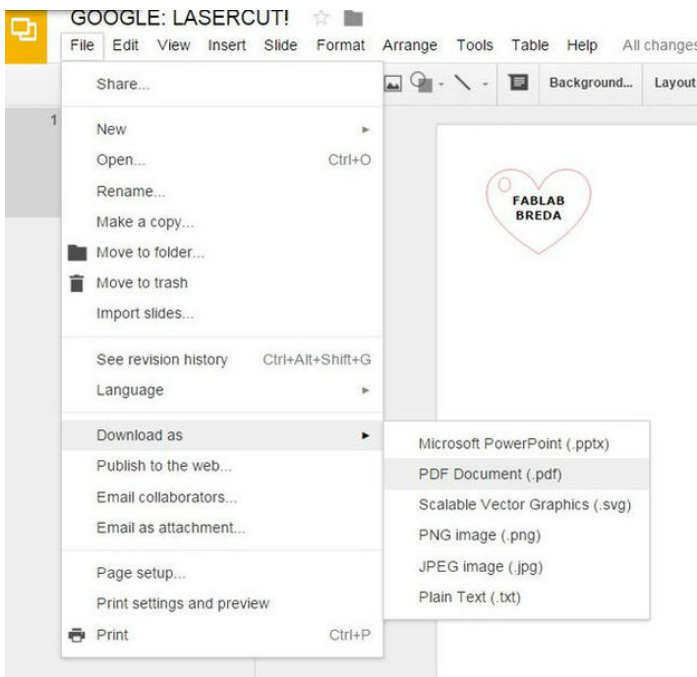 GOOGLE: LASERCUT!
File Edit View Insert Slide Format Arrange Tools Table Help All changes
Background... Layout
1
Share...
New
Open... Ctrl+O
Rename...
Make a copy...
Move to folder...
Move to trash
Import slides...
See revision history Ctrl+Alt+Shift+G
Language
Download as
Publish to the web...
Email collaborators...
Email as attachment...
Page setup...
Print settings and preview
Print Ctrl+P
Microsoft PowerPoint (.pptx)
PDF Document (.pdf)
Scalable Vector Graphics (.svg)
PNG image (.png)
JPEG image (.jpg)
Plain Text (.txt)
FABLAB
BREDA